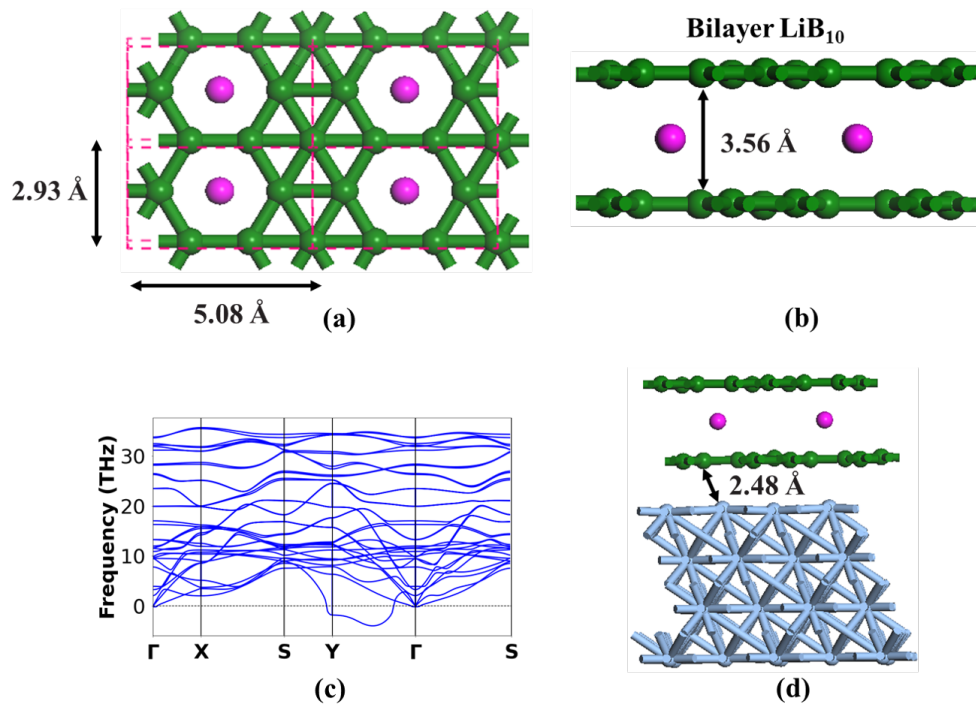 2.93 Å
5.08 Å
(a)
Bilayer LiB₁₀
3.56 Å
(b)
Frequency (THz)
30
20
10
0
Γ X S Y Γ S
(c)
2.48 Å
(d)